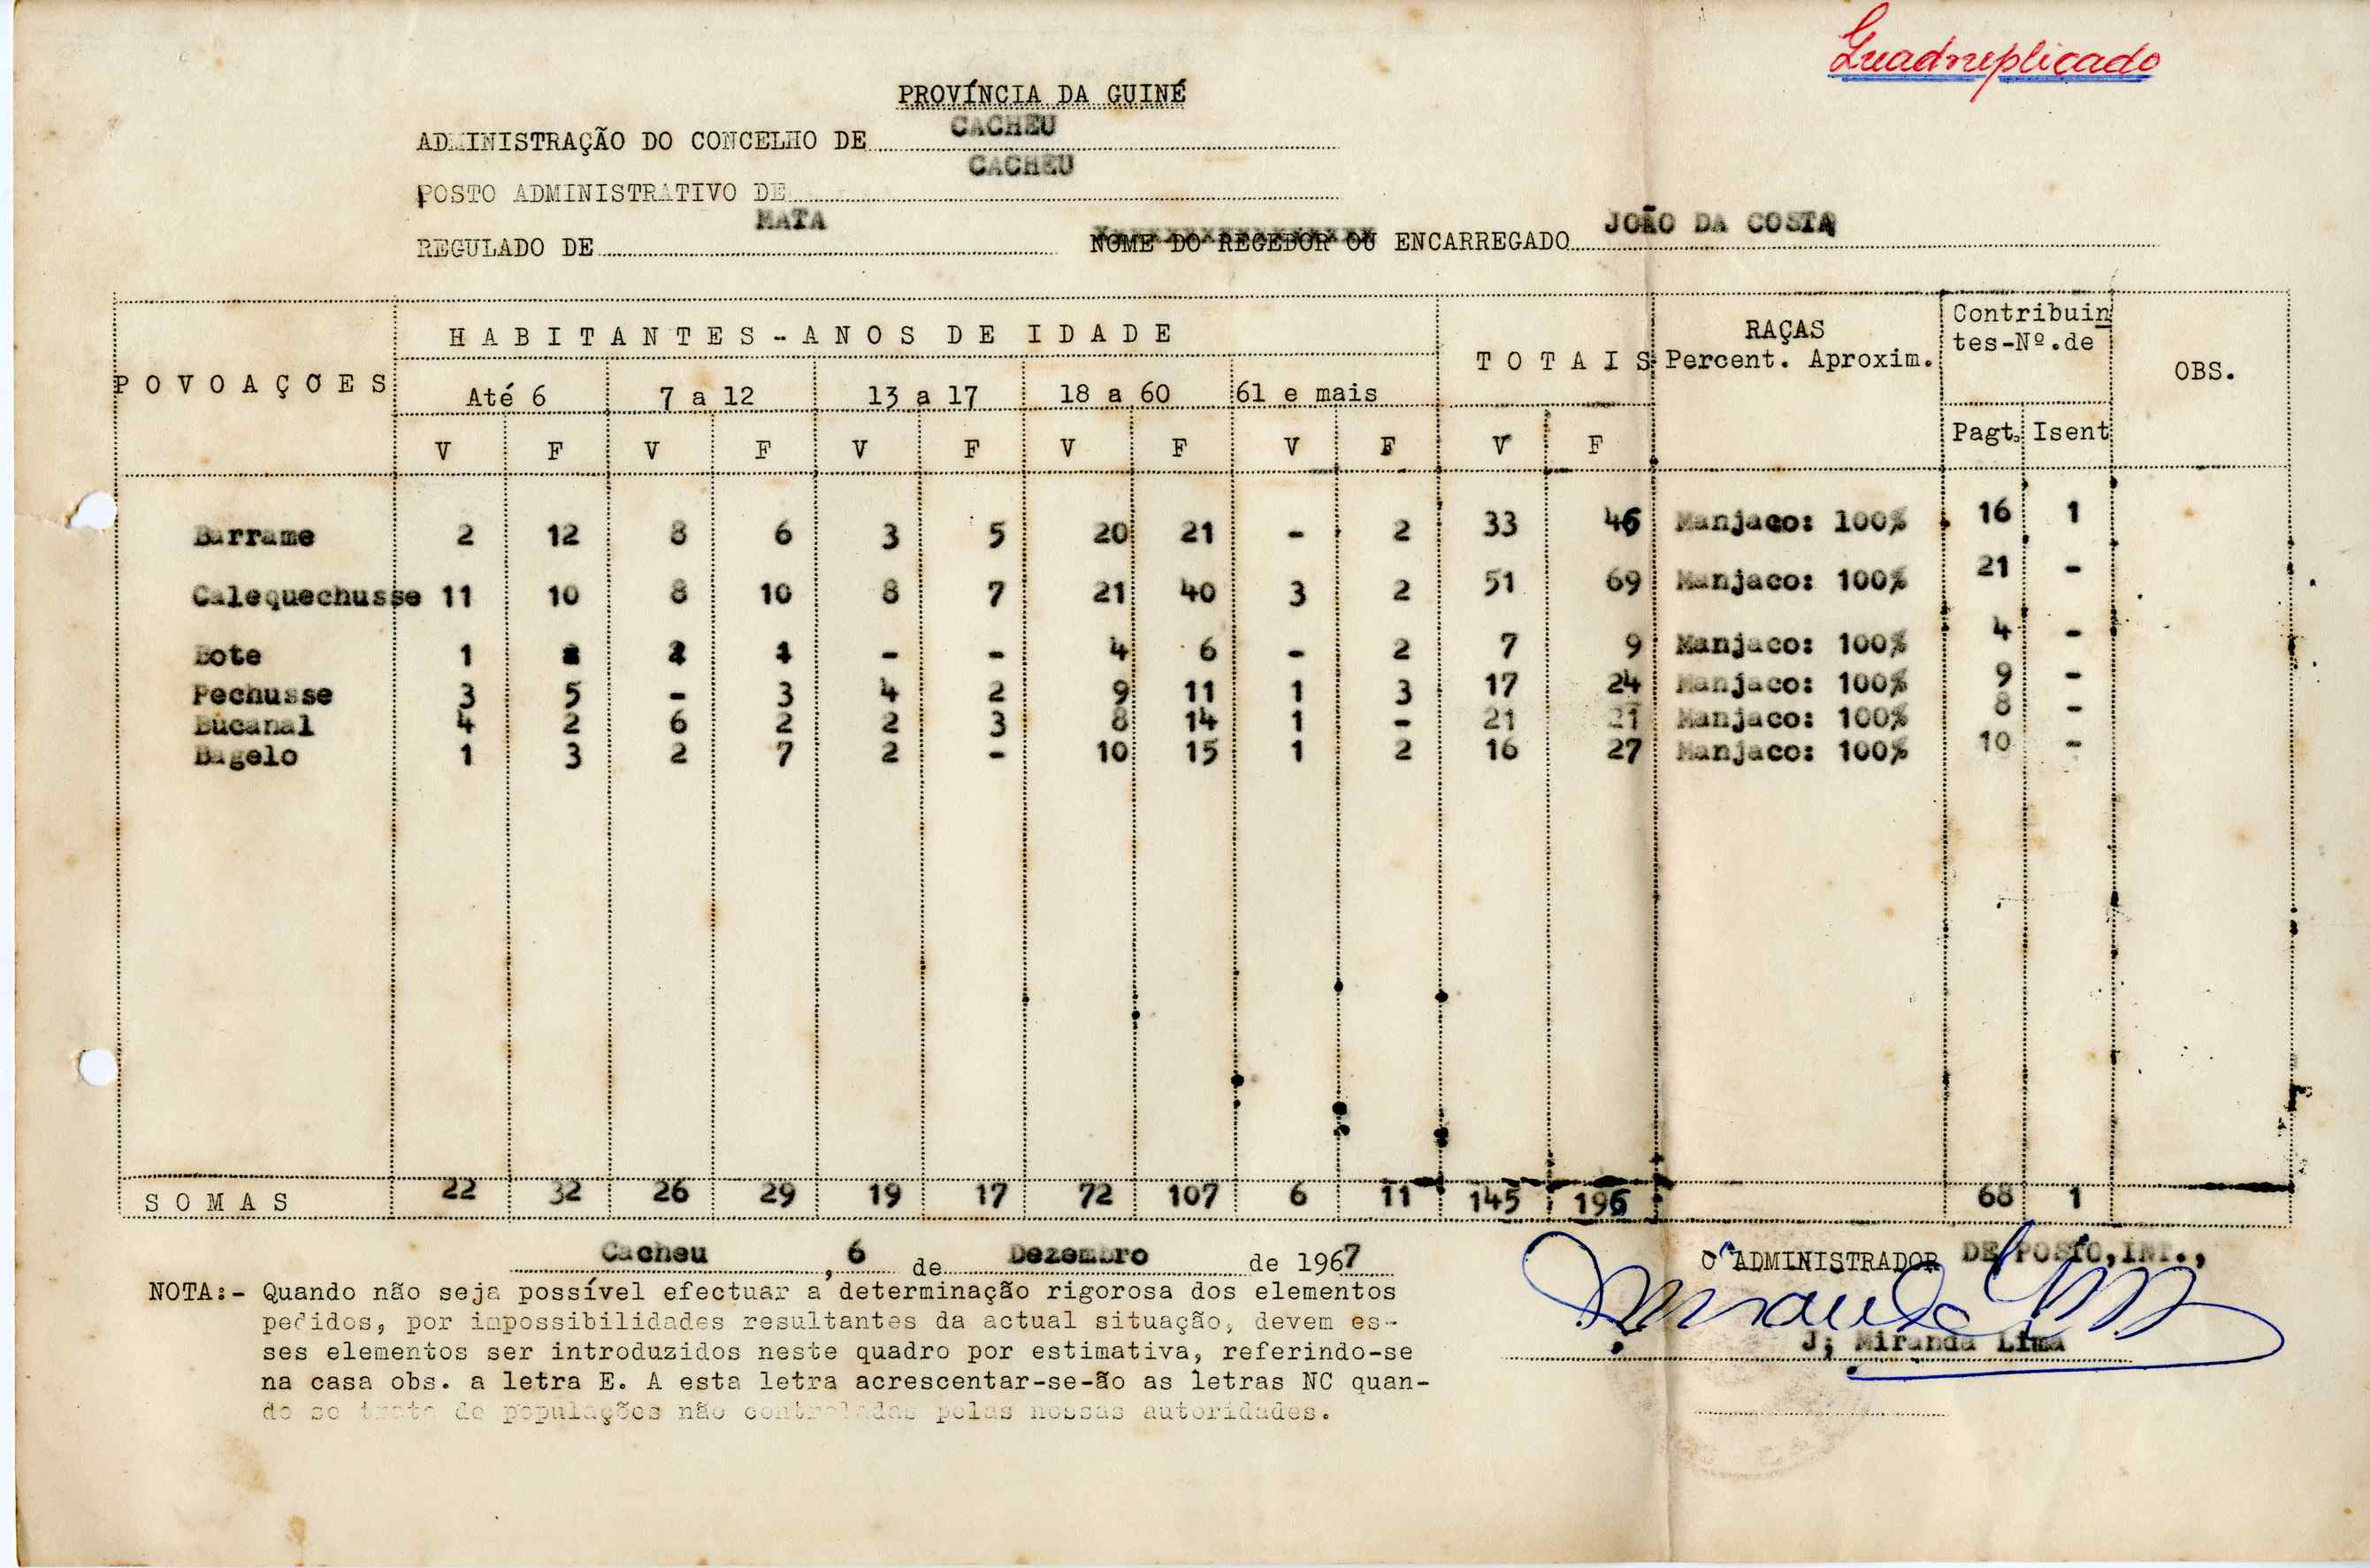 Quadruplicado
PROVÍNCIA DA GUINÉ
ADMINISTRAÇÃO DO CONCELHO DE CACHEU
POSTO ADMINISTRATIVO DE CACHEU
REGULADO DE MATA NOME DO REGEDOR OU ENCARREGADO JOÃO DA COSTA
POVOAÇÕES HABITANTES-ANOS DE IDADE TOTAIS RAÇAS Percent. Aproxim. Contribuin tes-Nº.de OBS.
Até 6 7 a 12 13 a 17 18 a 60 61 e mais
V F V F V F V F V F V F Pagt. Isent
Barrame 2 12 8 6 3 5 20 21 - 2 33 46 Manjaco: 100% 16 1
Calequechusse 11 10 8 10 8 7 21 40 3 2 51 69 Manjaco: 100% 21 -
Bote 1 2 1 - - 4 6 - 2 7 9 Manjaco: 100% 4 -
Pechusse 3 5 - 3 4 2 9 11 1 3 17 24 Manjaco: 100% 9 -
Bucanal 4 2 6 2 2 3 8 14 1 - 21 21 Manjaco: 100% 8 -
Bagelo 1 3 2 7 2 - 10 15 1 2 16 27 Manjaco: 100% 10 -
SOMAS 22 32 26 29 19 17 72 107 6 11 145 196 68 1
Cacheu, 6 de Dezembro de 1967 O ADMINISTRADOR DE POSTO, INT.,
NOTA:- Quando não seja possível efectuar a determinação rigorosa dos elementos
pedidos, por impossibilidades resultantes da actual situação, devem es-
ses elementos ser introduzidos neste quadro por estimativa, referindo-se
na casa obs. a letra E. A esta letra acrescentar-se-ão as letras NC quan-
do se trate de populações não controladas pelas nossas autoridades.
J; Miranda Lima